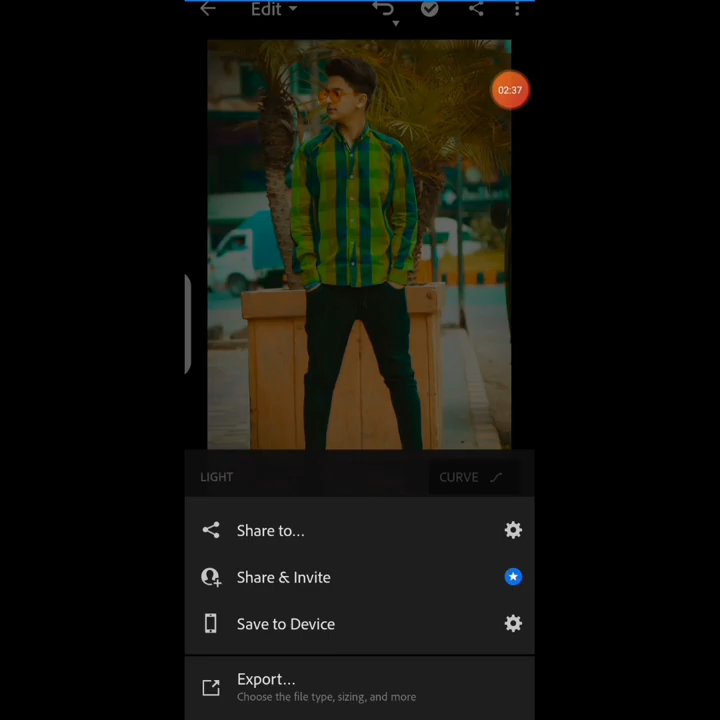 Edit
02:37
LIGHT
CURVE
Share to...
Share & Invite
Save to Device
Export...
Choose the file type, sizing, and more